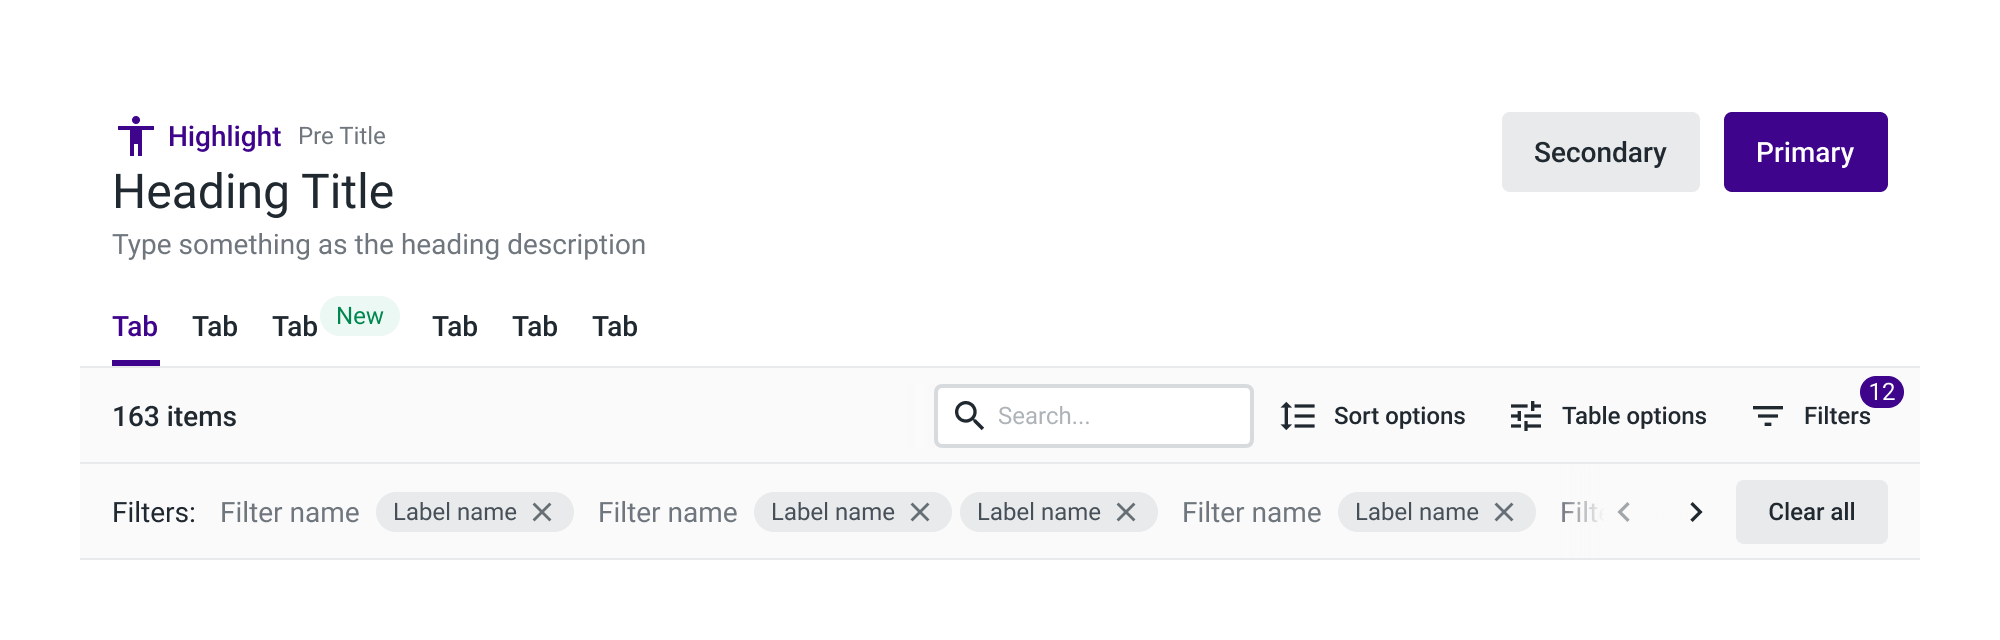 Highlight Pre Title
Heading Title
Type something as the heading description
Secondary Primary
Tab Tab Tab New Tab Tab Tab
163 items Search... Sort options Table options Filters 12
Filters: Filter name Label name Filter name Label name Label name Filter name Label name Filt Clear all